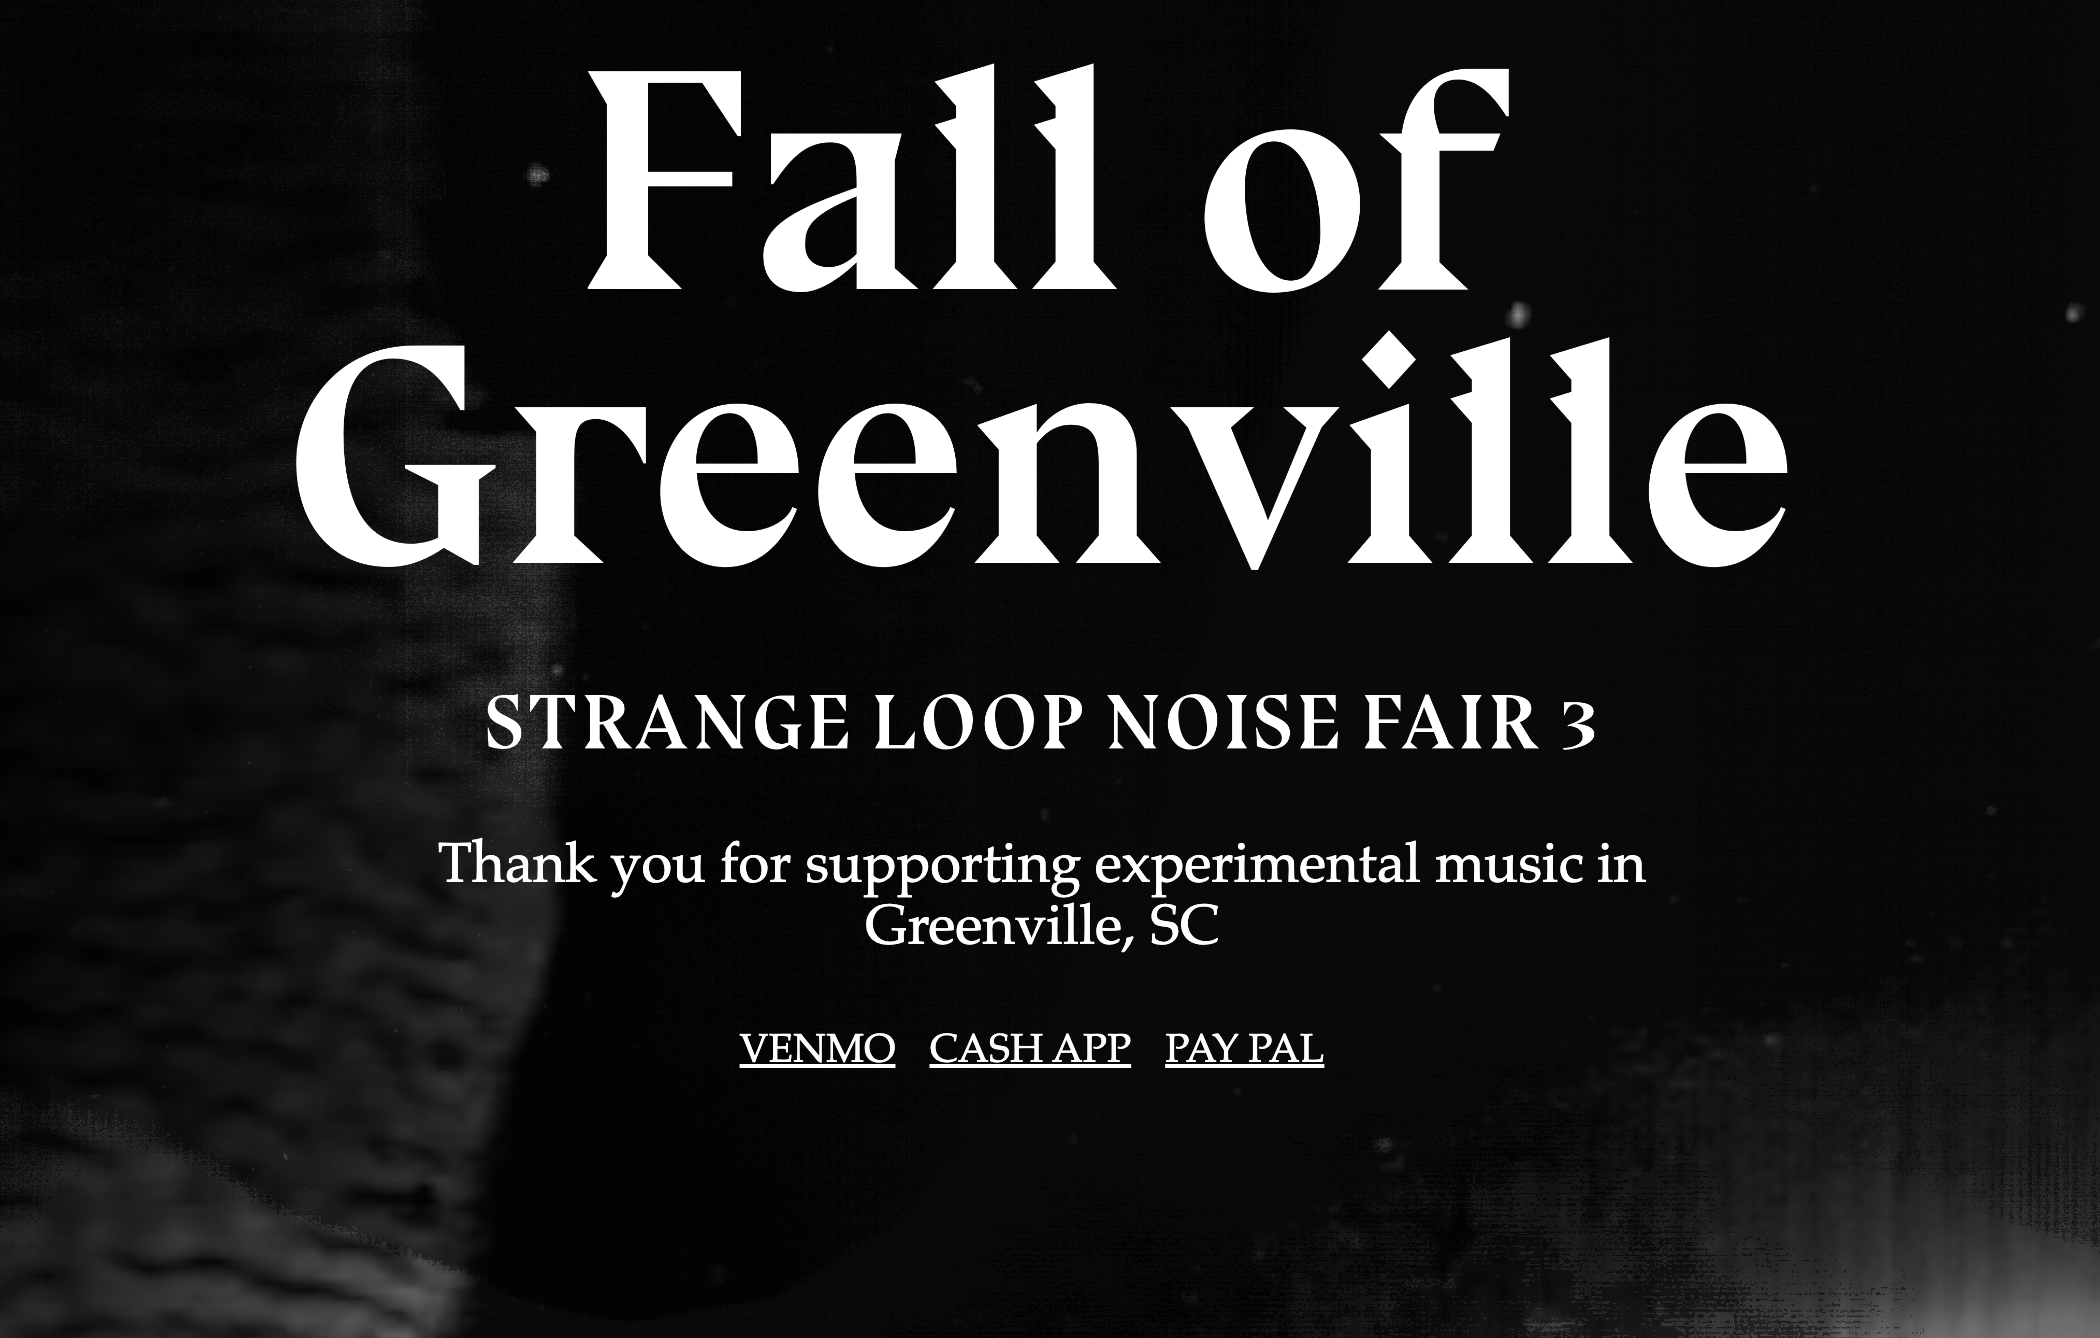 Fall of
Greenville
STRANGE LOOP NOISE FAIR 3
Thank you for supporting experimental music in
Greenville, SC
VENMO CASH APP PAY PAL